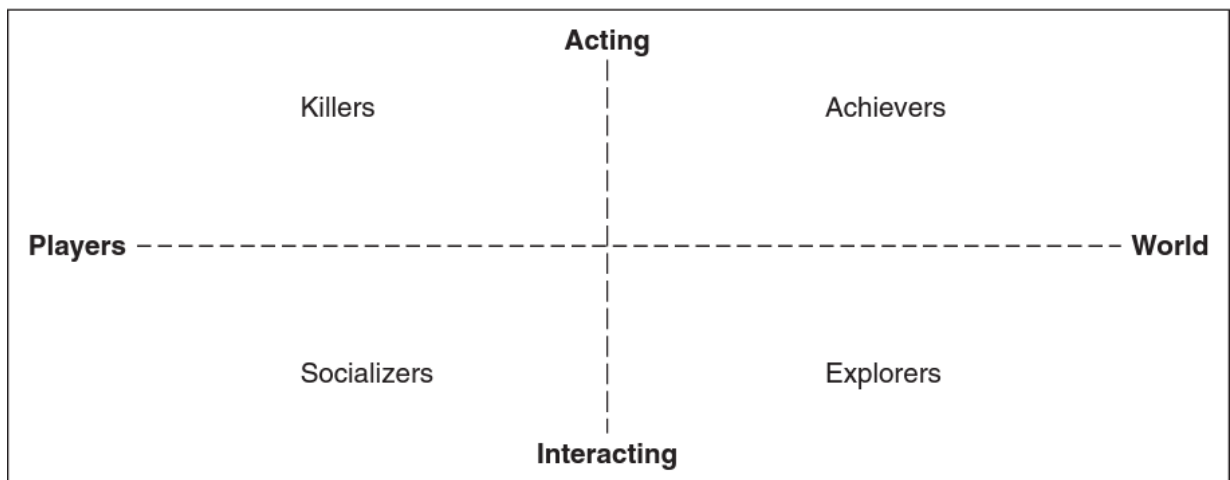 Acting
Killers Achievers
Players World
Socializers Explorers
Interacting